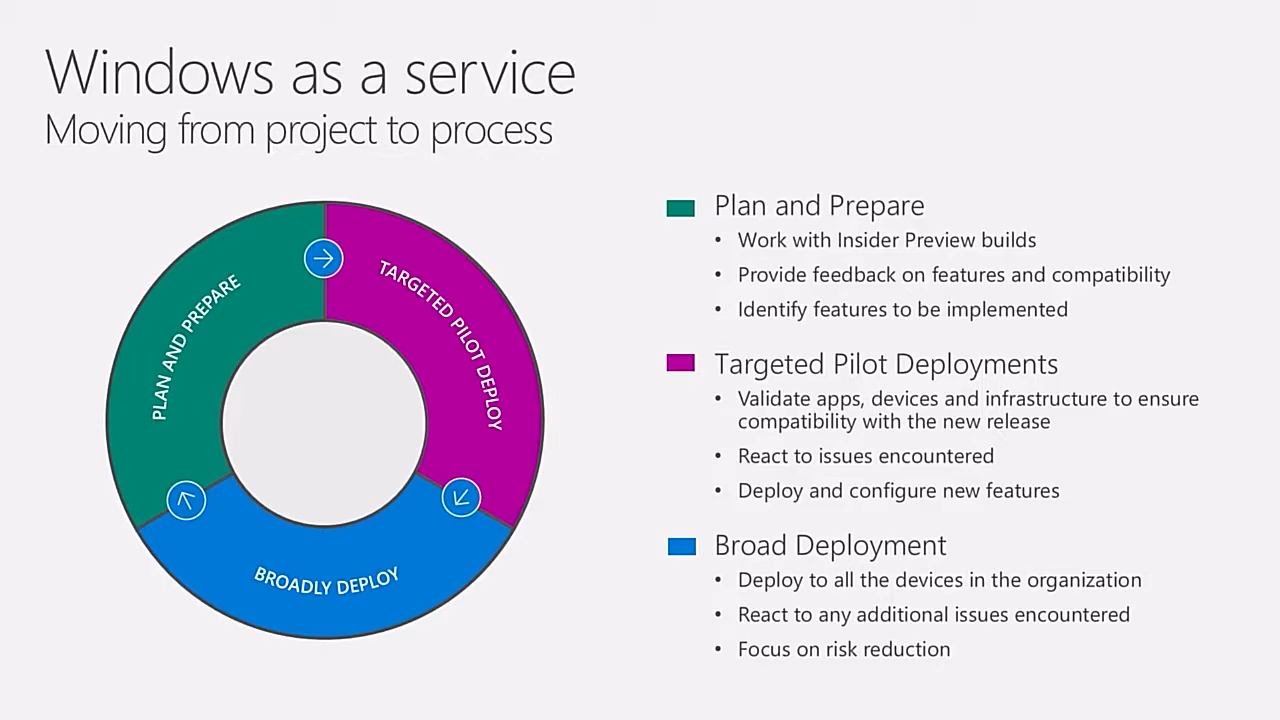 Windows as a service
Moving from project to process
PLAN AND PREPARE
TARGETED PILOT DEPLOY
BROADLY DEPLOY
Plan and Prepare
• Work with Insider Preview builds
• Provide feedback on features and compatibility
• Identify features to be implemented
Targeted Pilot Deployments
• Validate apps, devices and infrastructure to ensure
compatibility with the new release
• React to issues encountered
• Deploy and configure new features
Broad Deployment
• Deploy to all the devices in the organization
• React to any additional issues encountered
• Focus on risk reduction